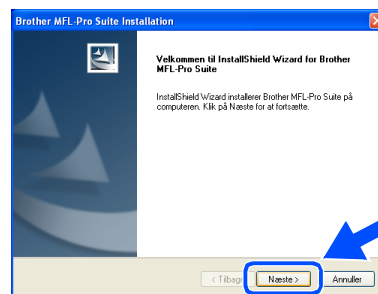 Brother MFL-Pro Suite Installation
Velkommen til InstallShield Wizard for Brother
MFL-Pro Suite
InstallShield Wizard installerer Brother MFL-Pro Suite på
computeren. Klik på Næste for at fortsætte.
< Tilbage Næste > Annuller